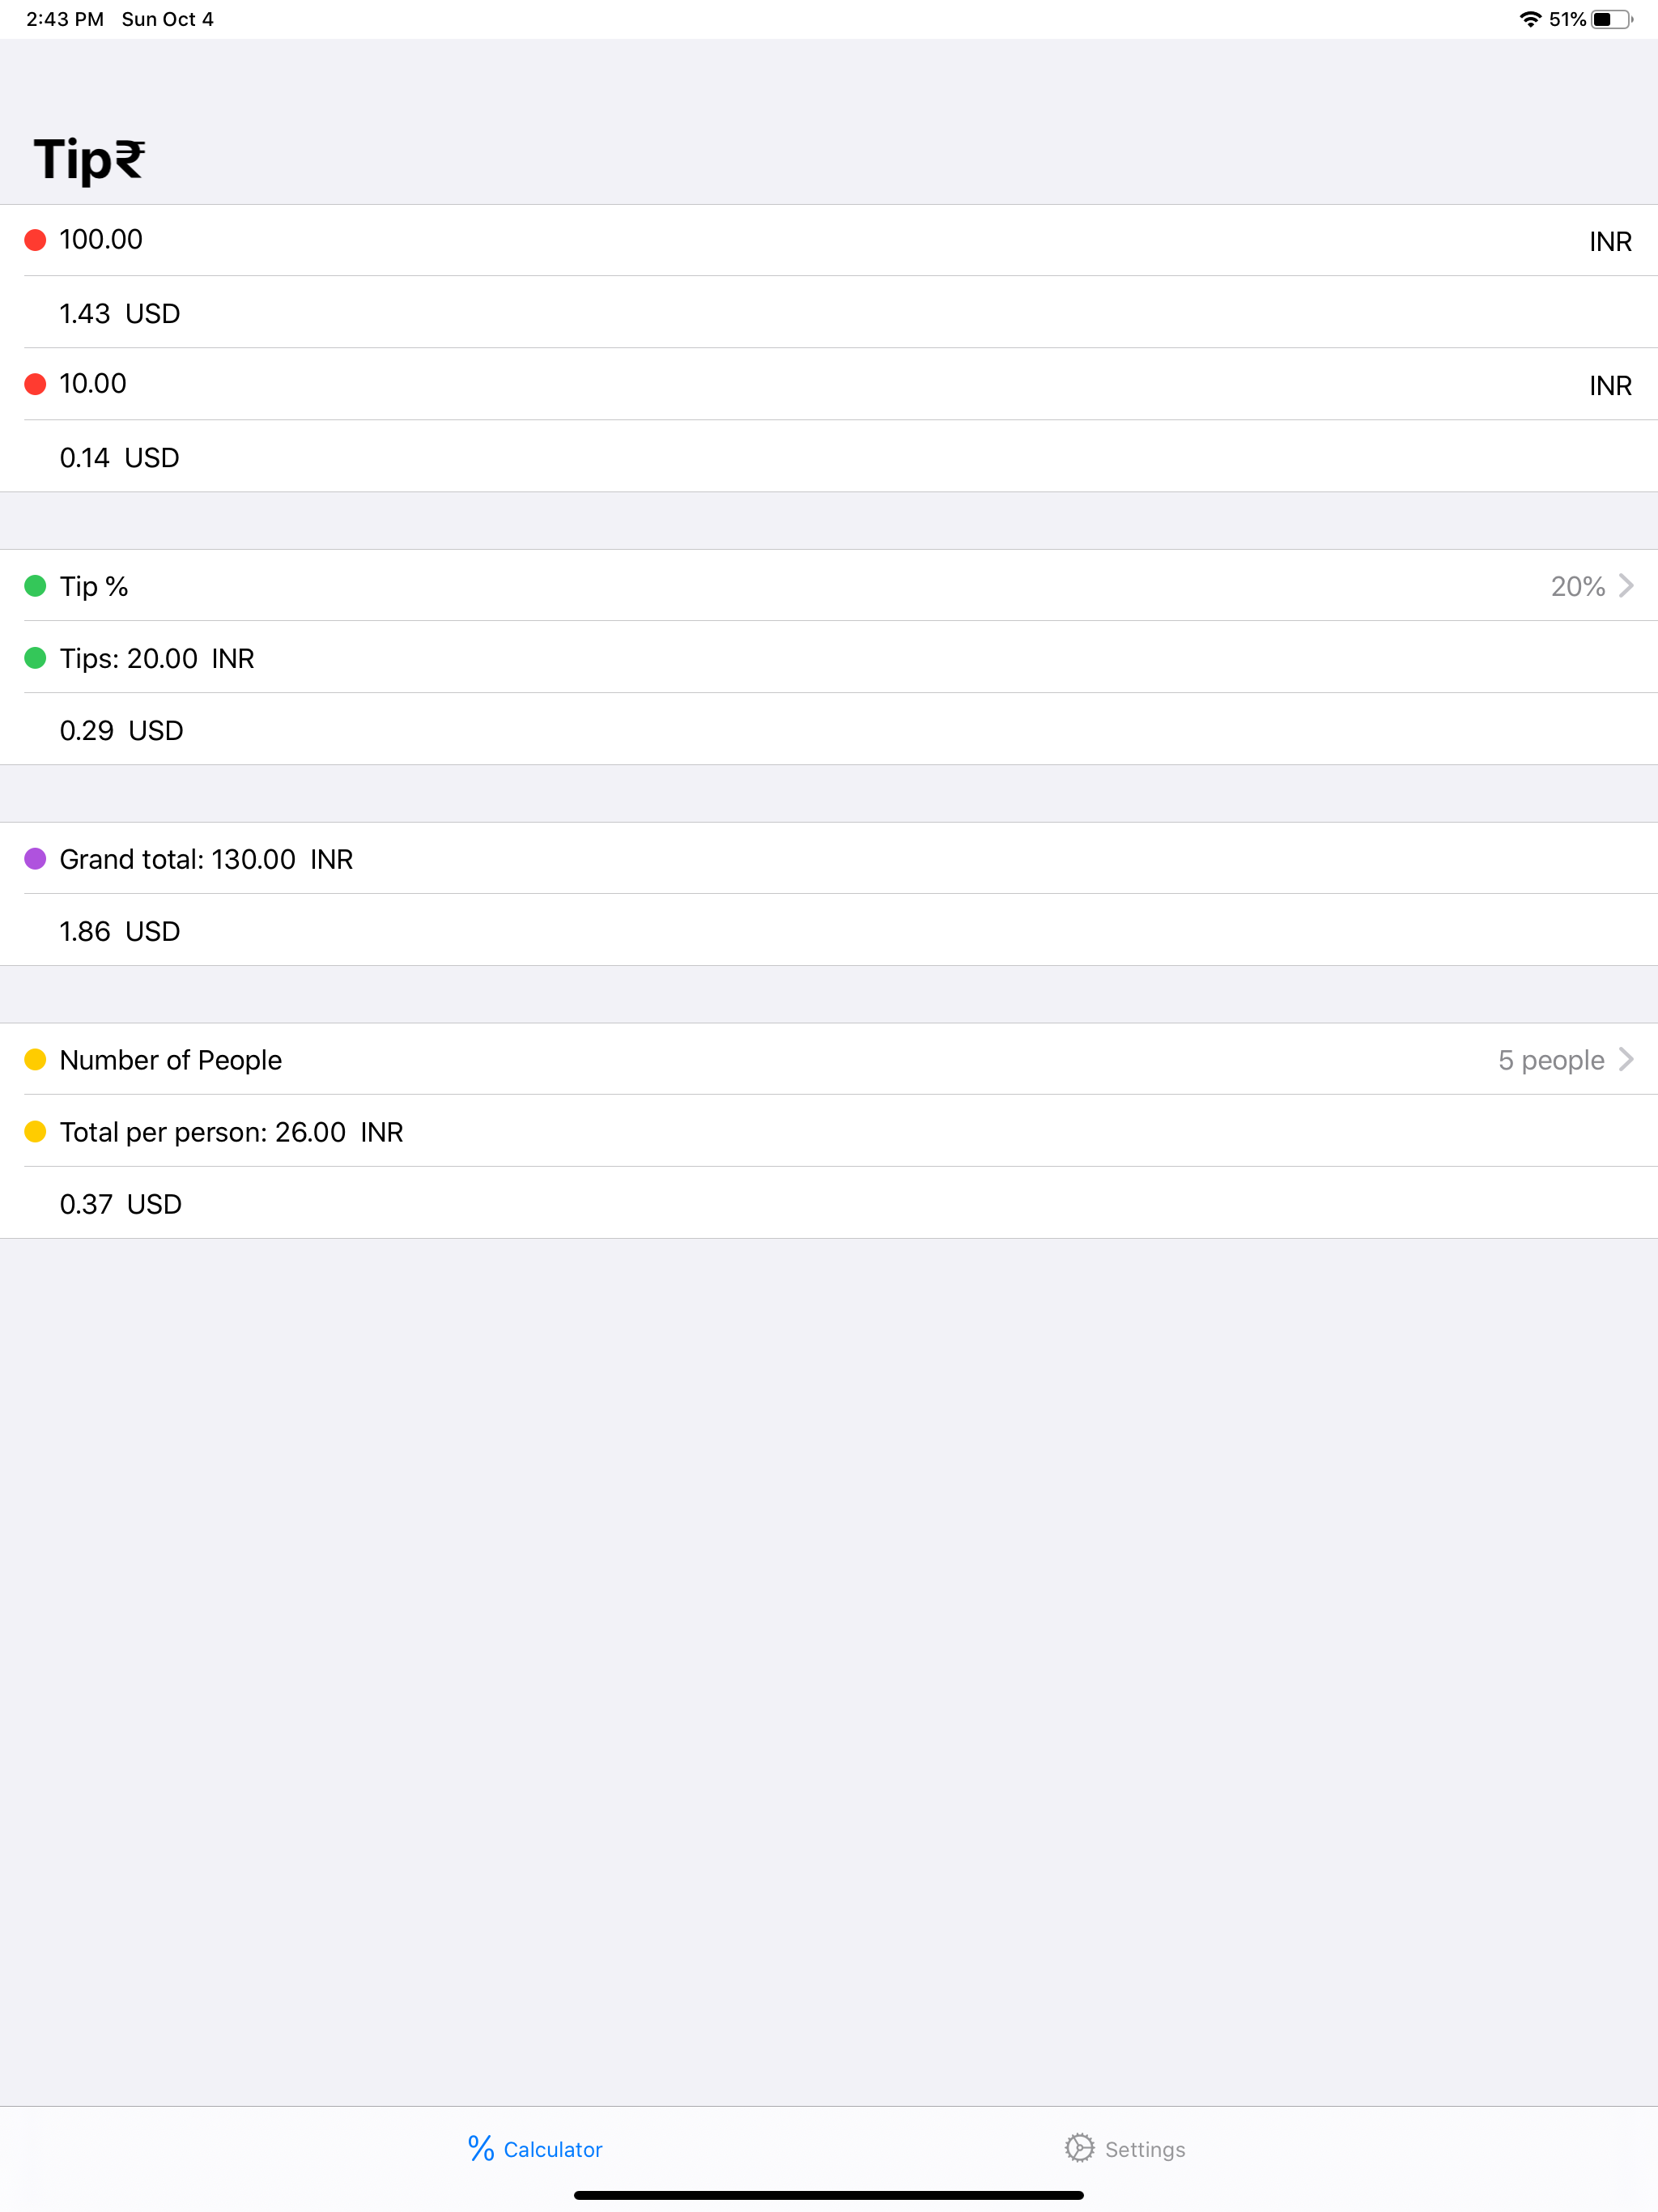 2:43 PM Sun Oct 4 51%
Tip₹
100.00 INR
1.43 USD
10.00 INR
0.14 USD
Tip % 20%
Tips: 20.00 INR
0.29 USD
Grand total: 130.00 INR
1.86 USD
Number of People 5 people
Total per person: 26.00 INR
0.37 USD
% Calculator Settings